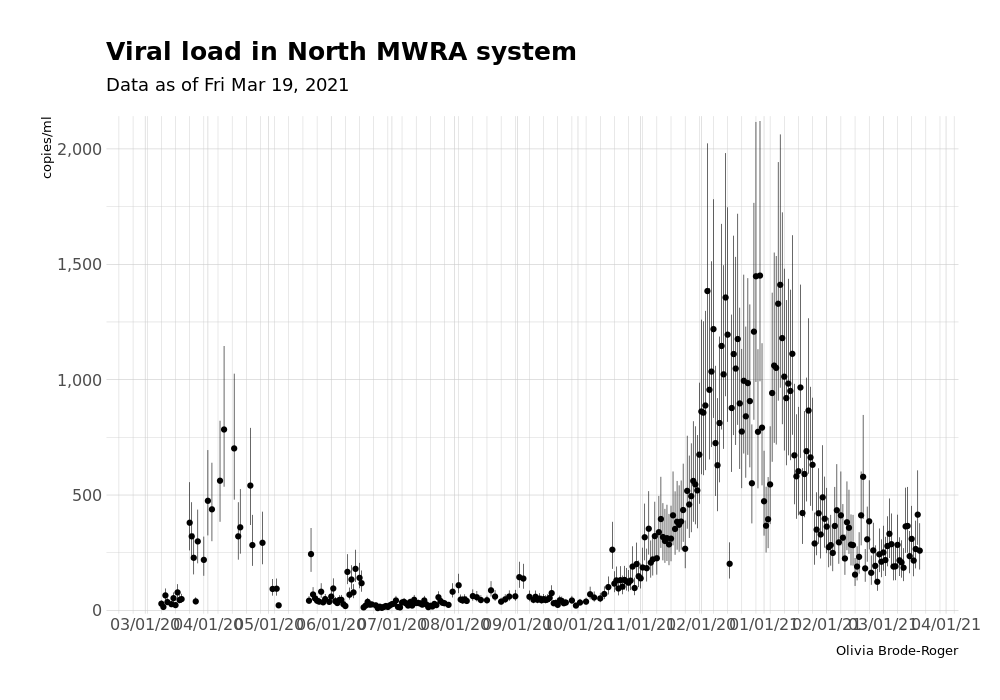 Viral load in North MWRA system
Data as of Fri Mar 19, 2021
copies/ml
2,000
1,500
1,000
500
0
03/01/20 04/01/20 05/01/20 06/01/20 07/01/20 08/01/20 09/01/20 10/01/20 11/01/20 12/01/20 01/01/21 02/01/21 03/01/21 04/01/21
Olivia Brode-Roger